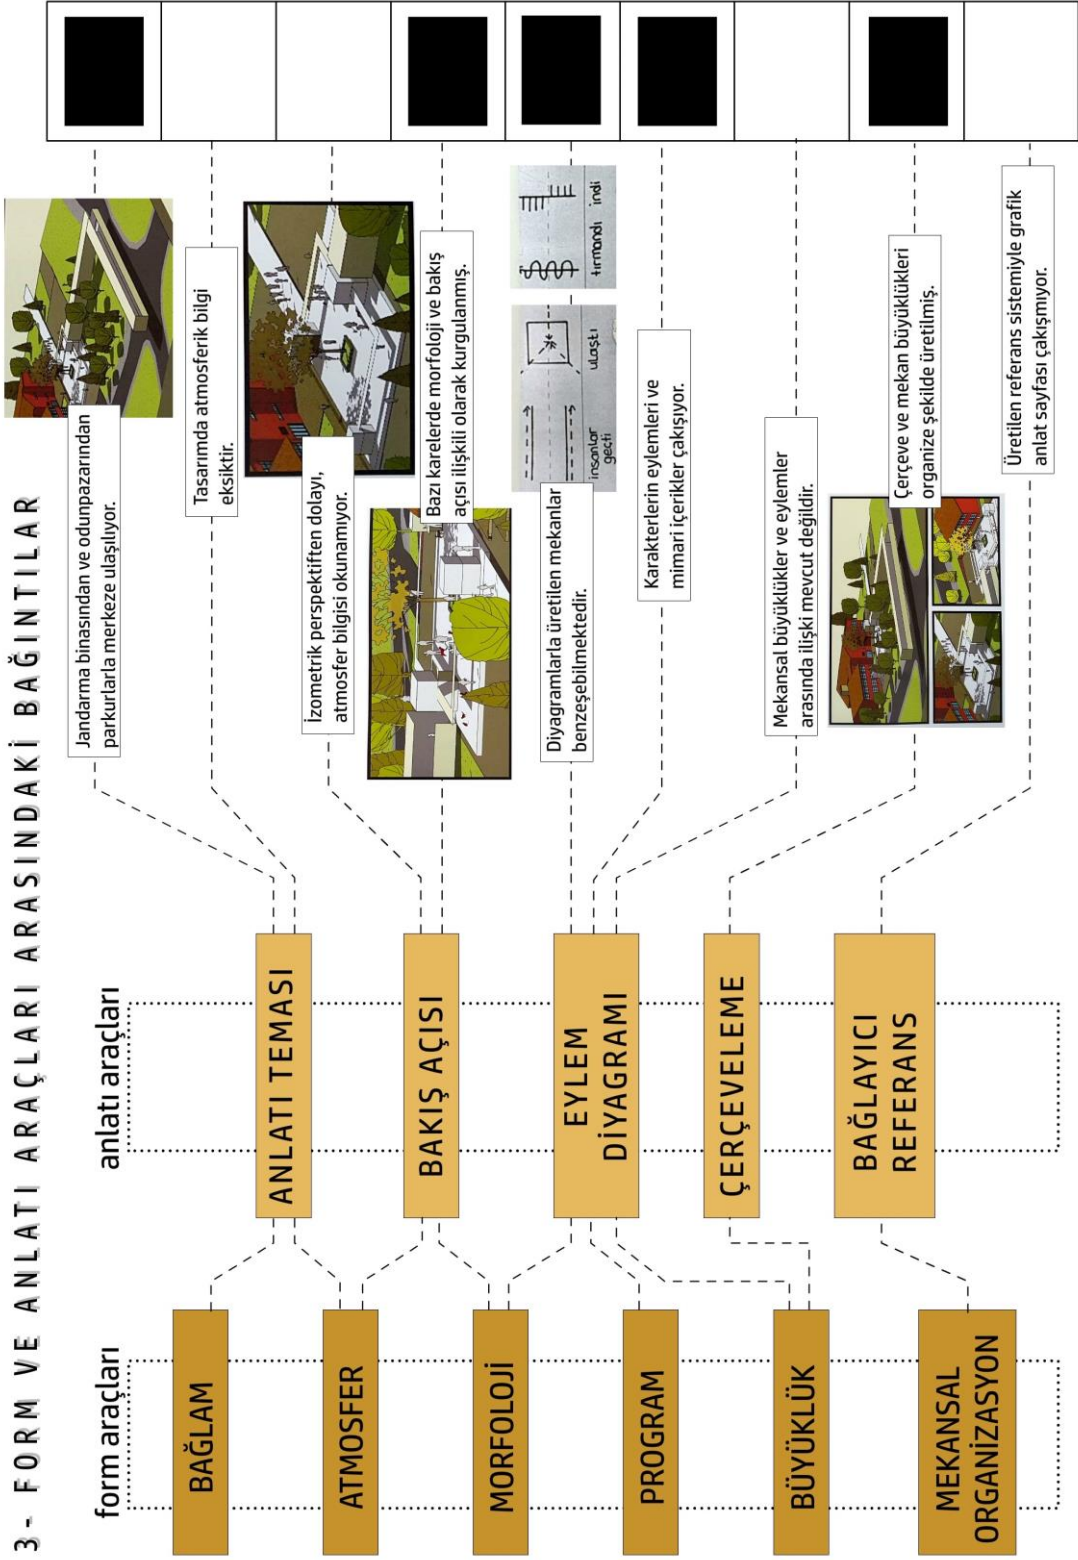 3- FORM VE ANLATI ARAÇLARI ARASINDAKİ BAĞINTILAR
form araçları
BAĞLAM
ATMOSFER
MORFOLOJİ
PROGRAM
BÜYÜKLÜK
MEKANSAL
ORGANİZASYON
anlatı araçları
ANLATI TEMASI
BAKIŞ AÇISI
EYLEM
DİYAGRAMI
ÇERÇEVELEME
BAĞLAYICI
REFERANS
Jandarma binasından ve odunpazarından
parkurlarla merkeze ulaşlıyor.
Tasarımda atmosferik bilgi
eksiktir.
İzometrik perspektiften dolayı,
atmosfer bilgisi okunamıyor.
Bazı karelerde morfoloji ve bakış
açısı ilişkili olarak kurgulanmış.
Diyagramlarla üretilen mekanlar
benzeşebilmektedir.
insanlar
geçti
ulaştı
tırmandı
indi
Karakterlerin eylemleri ve
mimari içerikler çakışıyor.
Mekansal büyüklükler ve eylemler
arasında ilişki mevcut değildir.
Çerçeve ve mekan büyüklükleri
organize şekilde üretilmiş.
Üretilen referans sistemiyle grafik
anlat sayfası çakışmıyor.